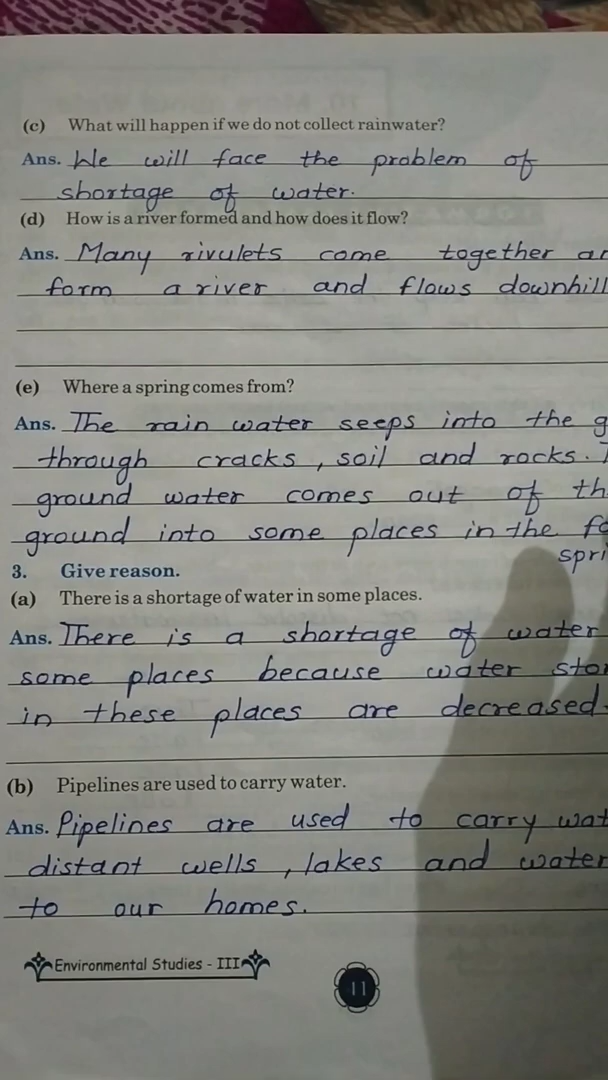 (c) What will happen if we do not collect rainwater?
Ans. We will face the problem of
shortage of water.
(d) How is a river formed and how does it flow?
Ans. Many rivulets come together
form a river and flows downhill
(e) Where a spring comes from?
Ans. The rain water seeps into the
through cracks, soil and rocks.
ground water comes out of
ground into some places in the
3. Give reason.
(a) There is a shortage of water in some places.
Ans. There is a shortage of water
some places because water
in these places are decreased.
(b) Pipelines are used to carry water.
Ans. Pipelines are used to carry
distant wells, lakes and water
to our homes.
Environmental Studies - III
11